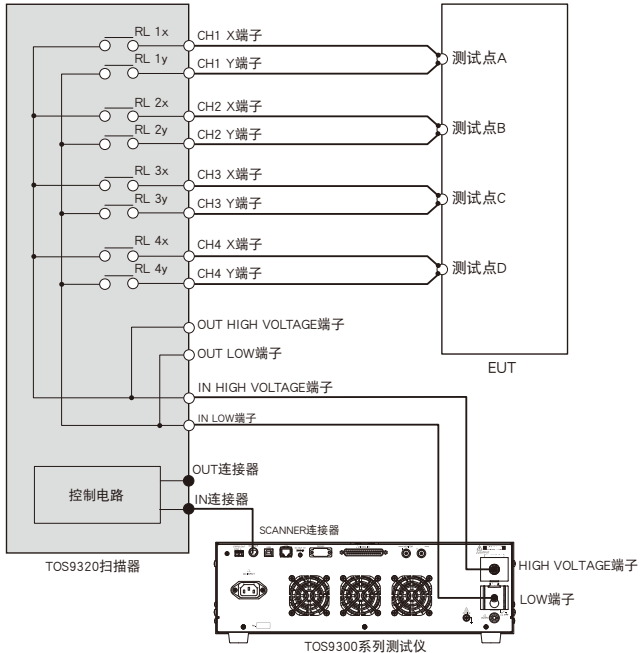 RL 1x
CH1 X端子
RL 1y
CH1 Y端子
测试点A
RL 2x
CH2 X端子
RL 2y
CH2 Y端子
测试点B
RL 3x
CH3 X端子
RL 3y
CH3 Y端子
测试点C
RL 4x
CH4 X端子
RL 4y
CH4 Y端子
测试点D
OUT HIGH VOLTAGE端子
OUT LOW端子
EUT
IN HIGH VOLTAGE端子
IN LOW端子
OUT连接器
控制电路
IN连接器
SCANNER连接器
TOS9320扫描器
HIGH VOLTAGE端子
LOW端子
TOS9300系列测试仪